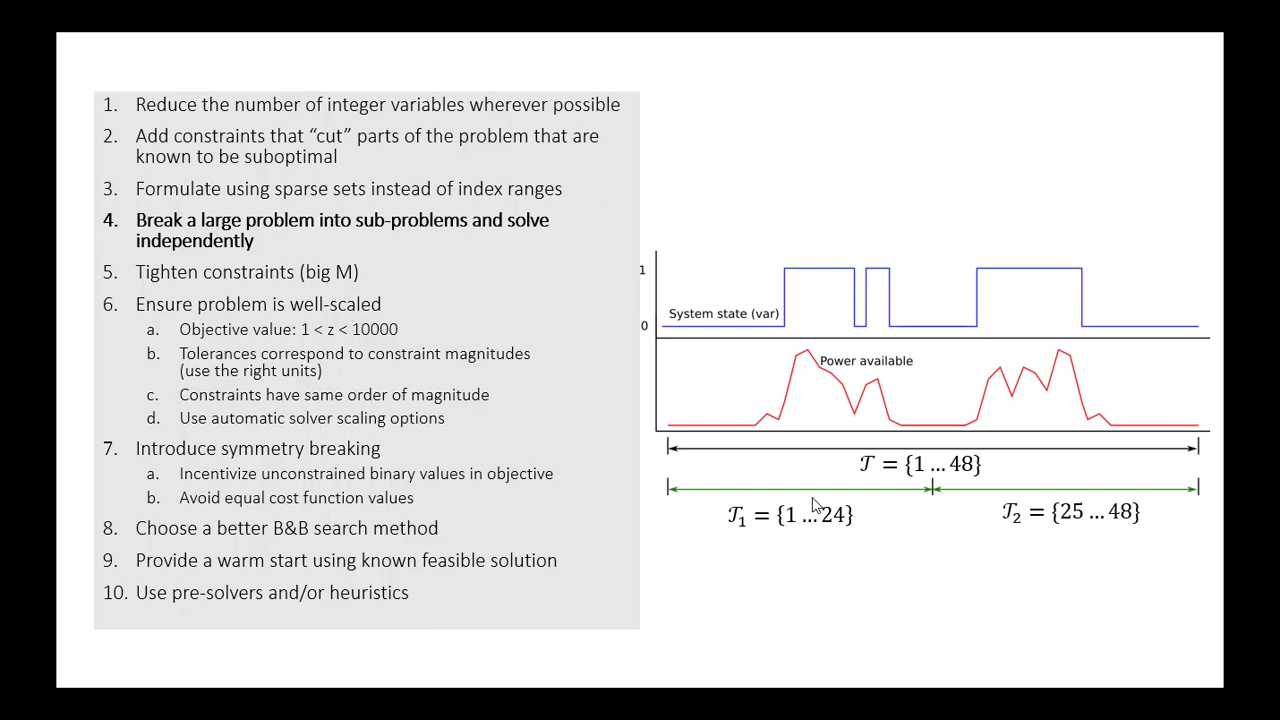 1. Reduce the number of integer variables wherever possible
2. Add constraints that “cut” parts of the problem that are
known to be suboptimal
3. Formulate using sparse sets instead of index ranges
4. Break a large problem into sub-problems and solve
independently
5. Tighten constraints (big M)
6. Ensure problem is well-scaled
a. Objective value: 1 < z < 10000
b. Tolerances correspond to constraint magnitudes
(use the right units)
c. Constraints have same order of magnitude
d. Use automatic solver scaling options
7. Introduce symmetry breaking
a. Incentivize unconstrained binary values in objective
b. Avoid equal cost function values
8. Choose a better B&B search method
9. Provide a warm start using known feasible solution
10. Use pre-solvers and/or heuristics
1
System state (var)
0
Power available
𝒯 = {1 … 48}
𝒯₁ = {1 … 24}
𝒯₂ = {25 … 48}